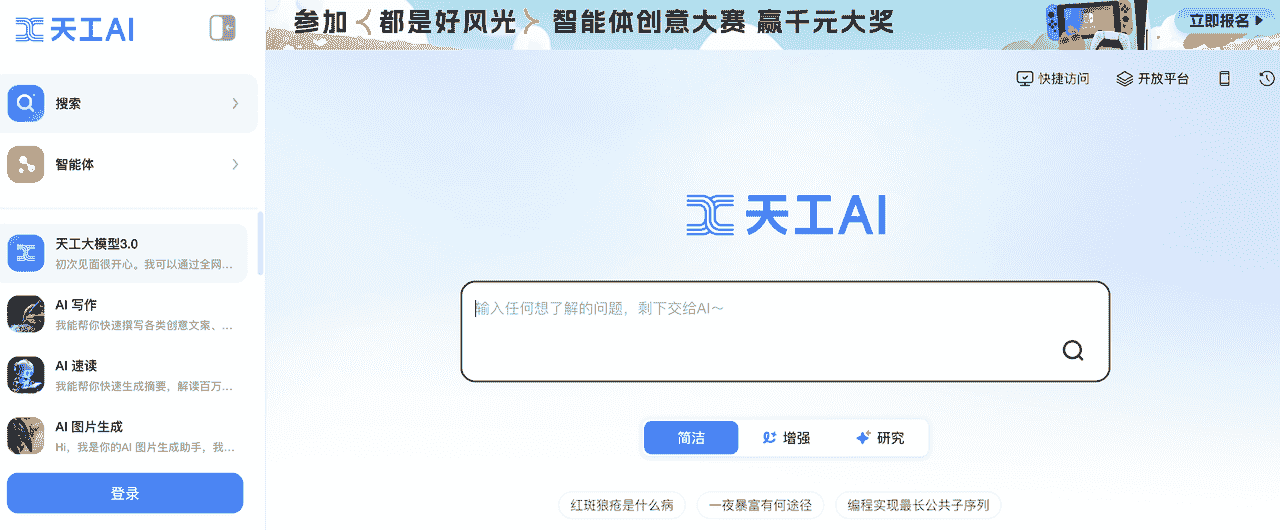 天工AI
参加《都是好风光》智能体创意大赛 赢千元大奖
立即报名
快捷访问
开放平台
搜索
智能体
天工大模型3.0
初次见面很开心。我可以通过全网...
AI 写作
我能帮你快速撰写各类创意文案、...
AI 速读
我能帮你快速生成摘要，解读百万...
AI 图片生成
Hi，我是你的AI 图片生成助手，我...
登录
天工AI
输入任何想了解的问题，剩下交给AI～
简洁
增强
研究
红斑狼疮是什么病
一夜暴富有何途径
编程实现最长公共子序列